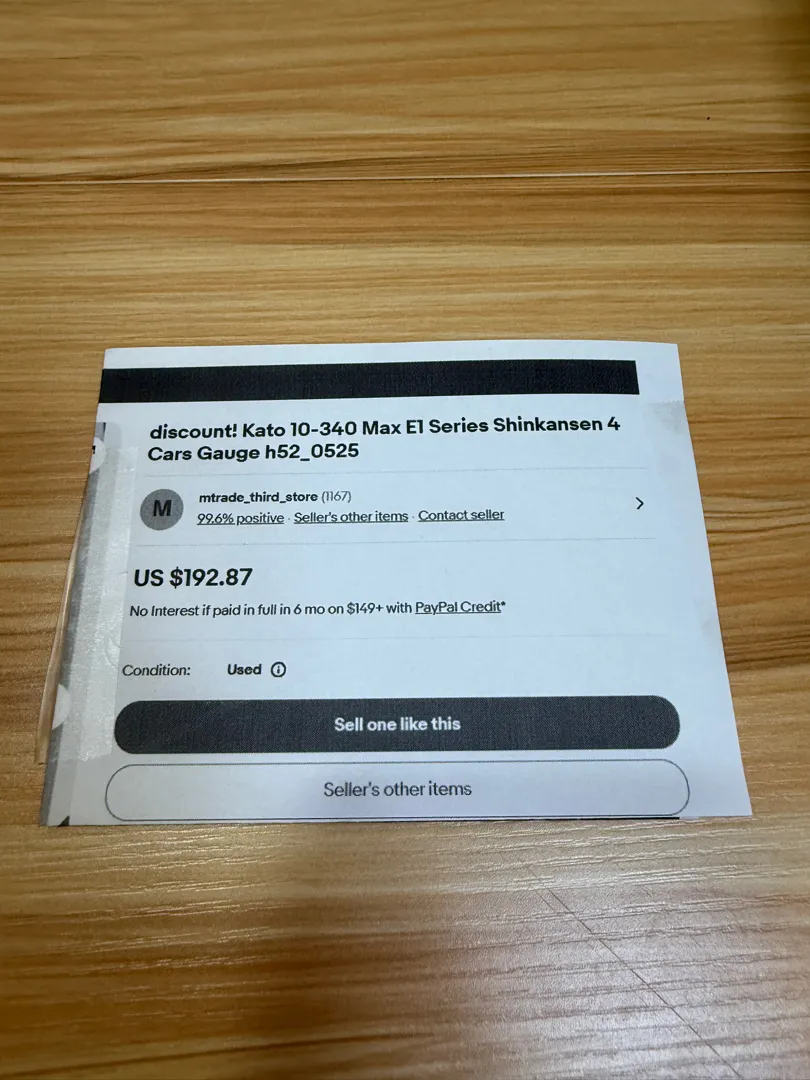 discount! Kato 10-340 Max E1 Series Shinkansen 4
Cars Gauge h52_0525
M
mtrade_third_store (1167)
99.6% positive · Seller's other items · Contact seller
US $192.87
No Interest if paid in full in 6 mo on $149+ with PayPal Credit*
Condition: Used
Sell one like this
Seller's other items